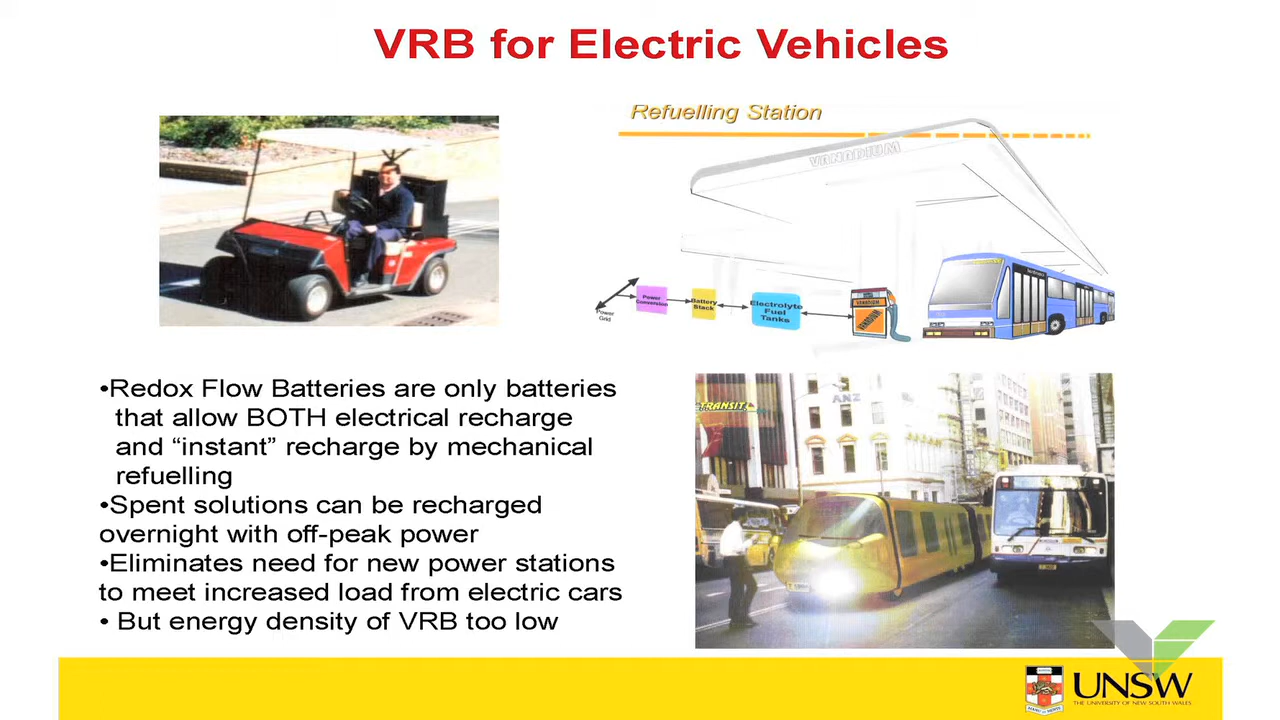 VRB for Electric Vehicles
Refuelling Station
VANADIUM
Power
Grid
Power
Conversion
Battery
Stack
Electrolyte
Fuel
Tanks
VANADIUM
VANADIUM
•Redox Flow Batteries are only batteries
that allow BOTH electrical recharge
and “instant” recharge by mechanical
refuelling
•Spent solutions can be recharged
overnight with off-peak power
•Eliminates need for new power stations
to meet increased load from electric cars
• But energy density of VRB too low
TRANSIT
ANZ
UNSW
THE UNIVERSITY OF NEW SOUTH WALES